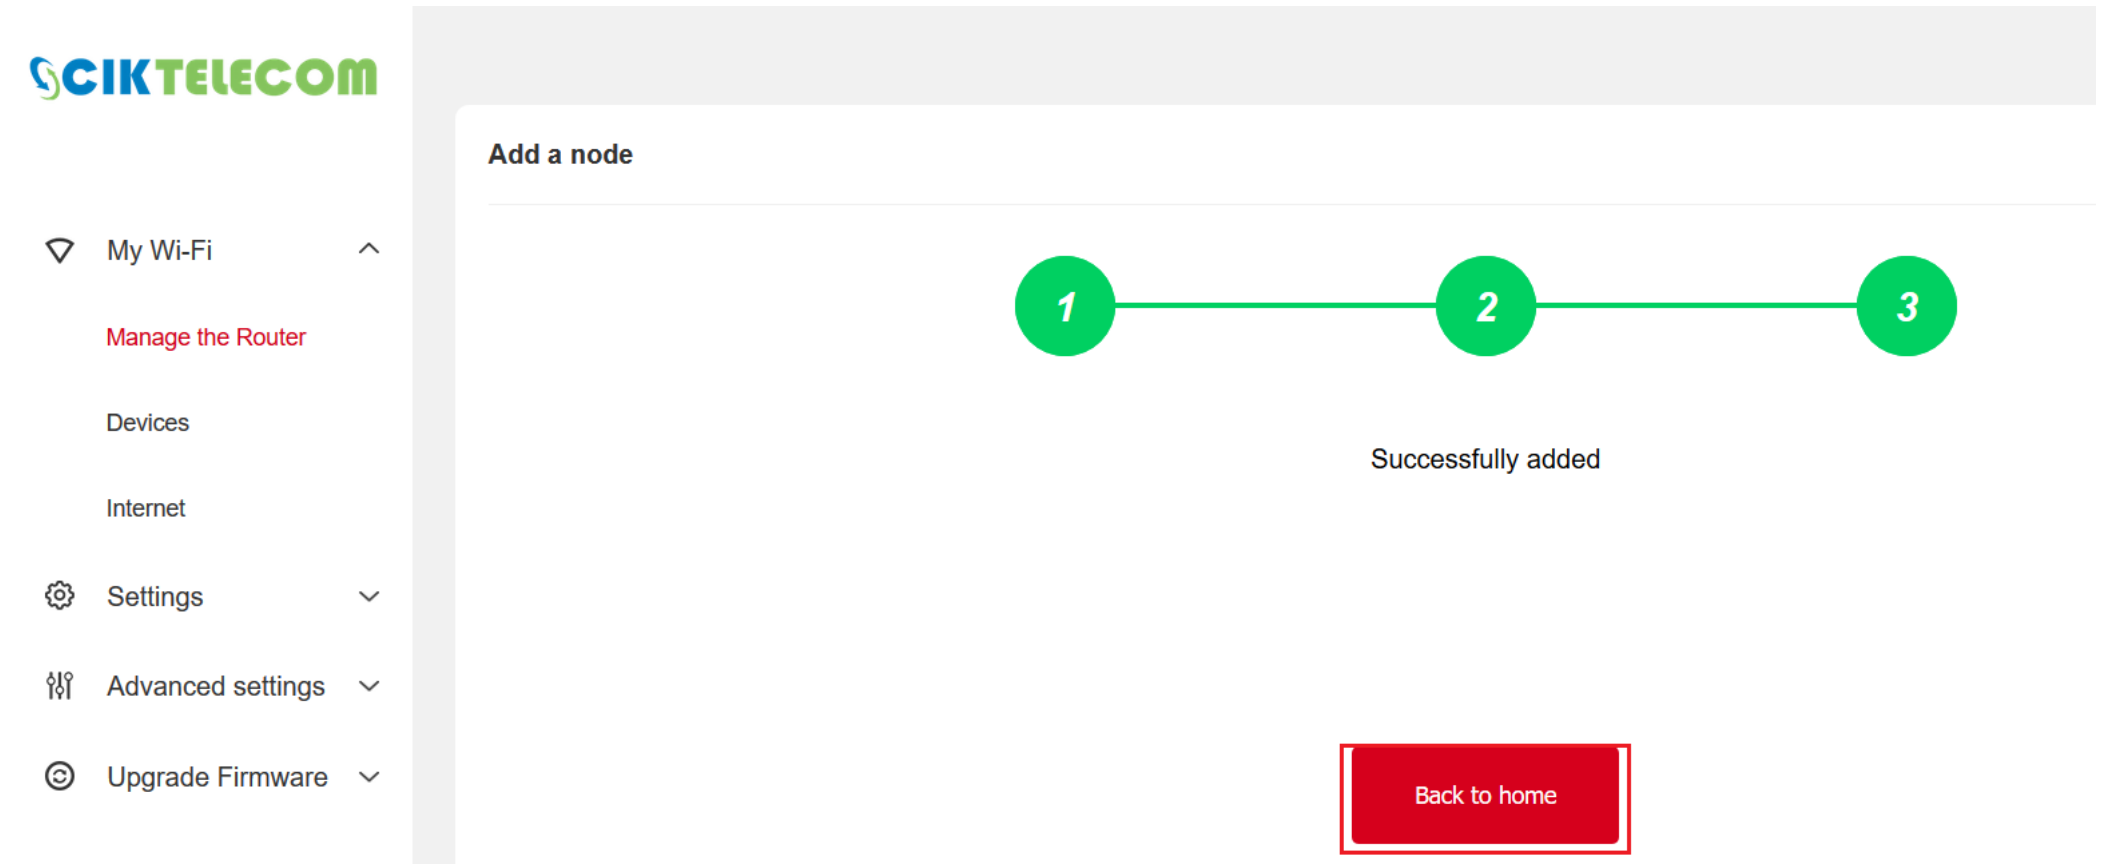 CIKTELECOM
Add a node
My Wi-Fi
Manage the Router
Devices
Internet
Settings
Advanced settings
Upgrade Firmware
1
2
3
Successfully added
Back to home